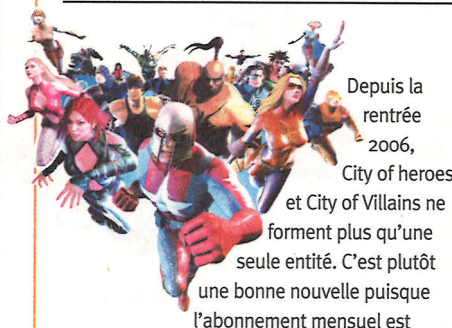 Depuis la
rentrée
2006,
City of heroes
et City of Villains ne
forment plus qu'une
seule entité. C'est plutôt
une bonne nouvelle puisque
l'abonnement mensuel est